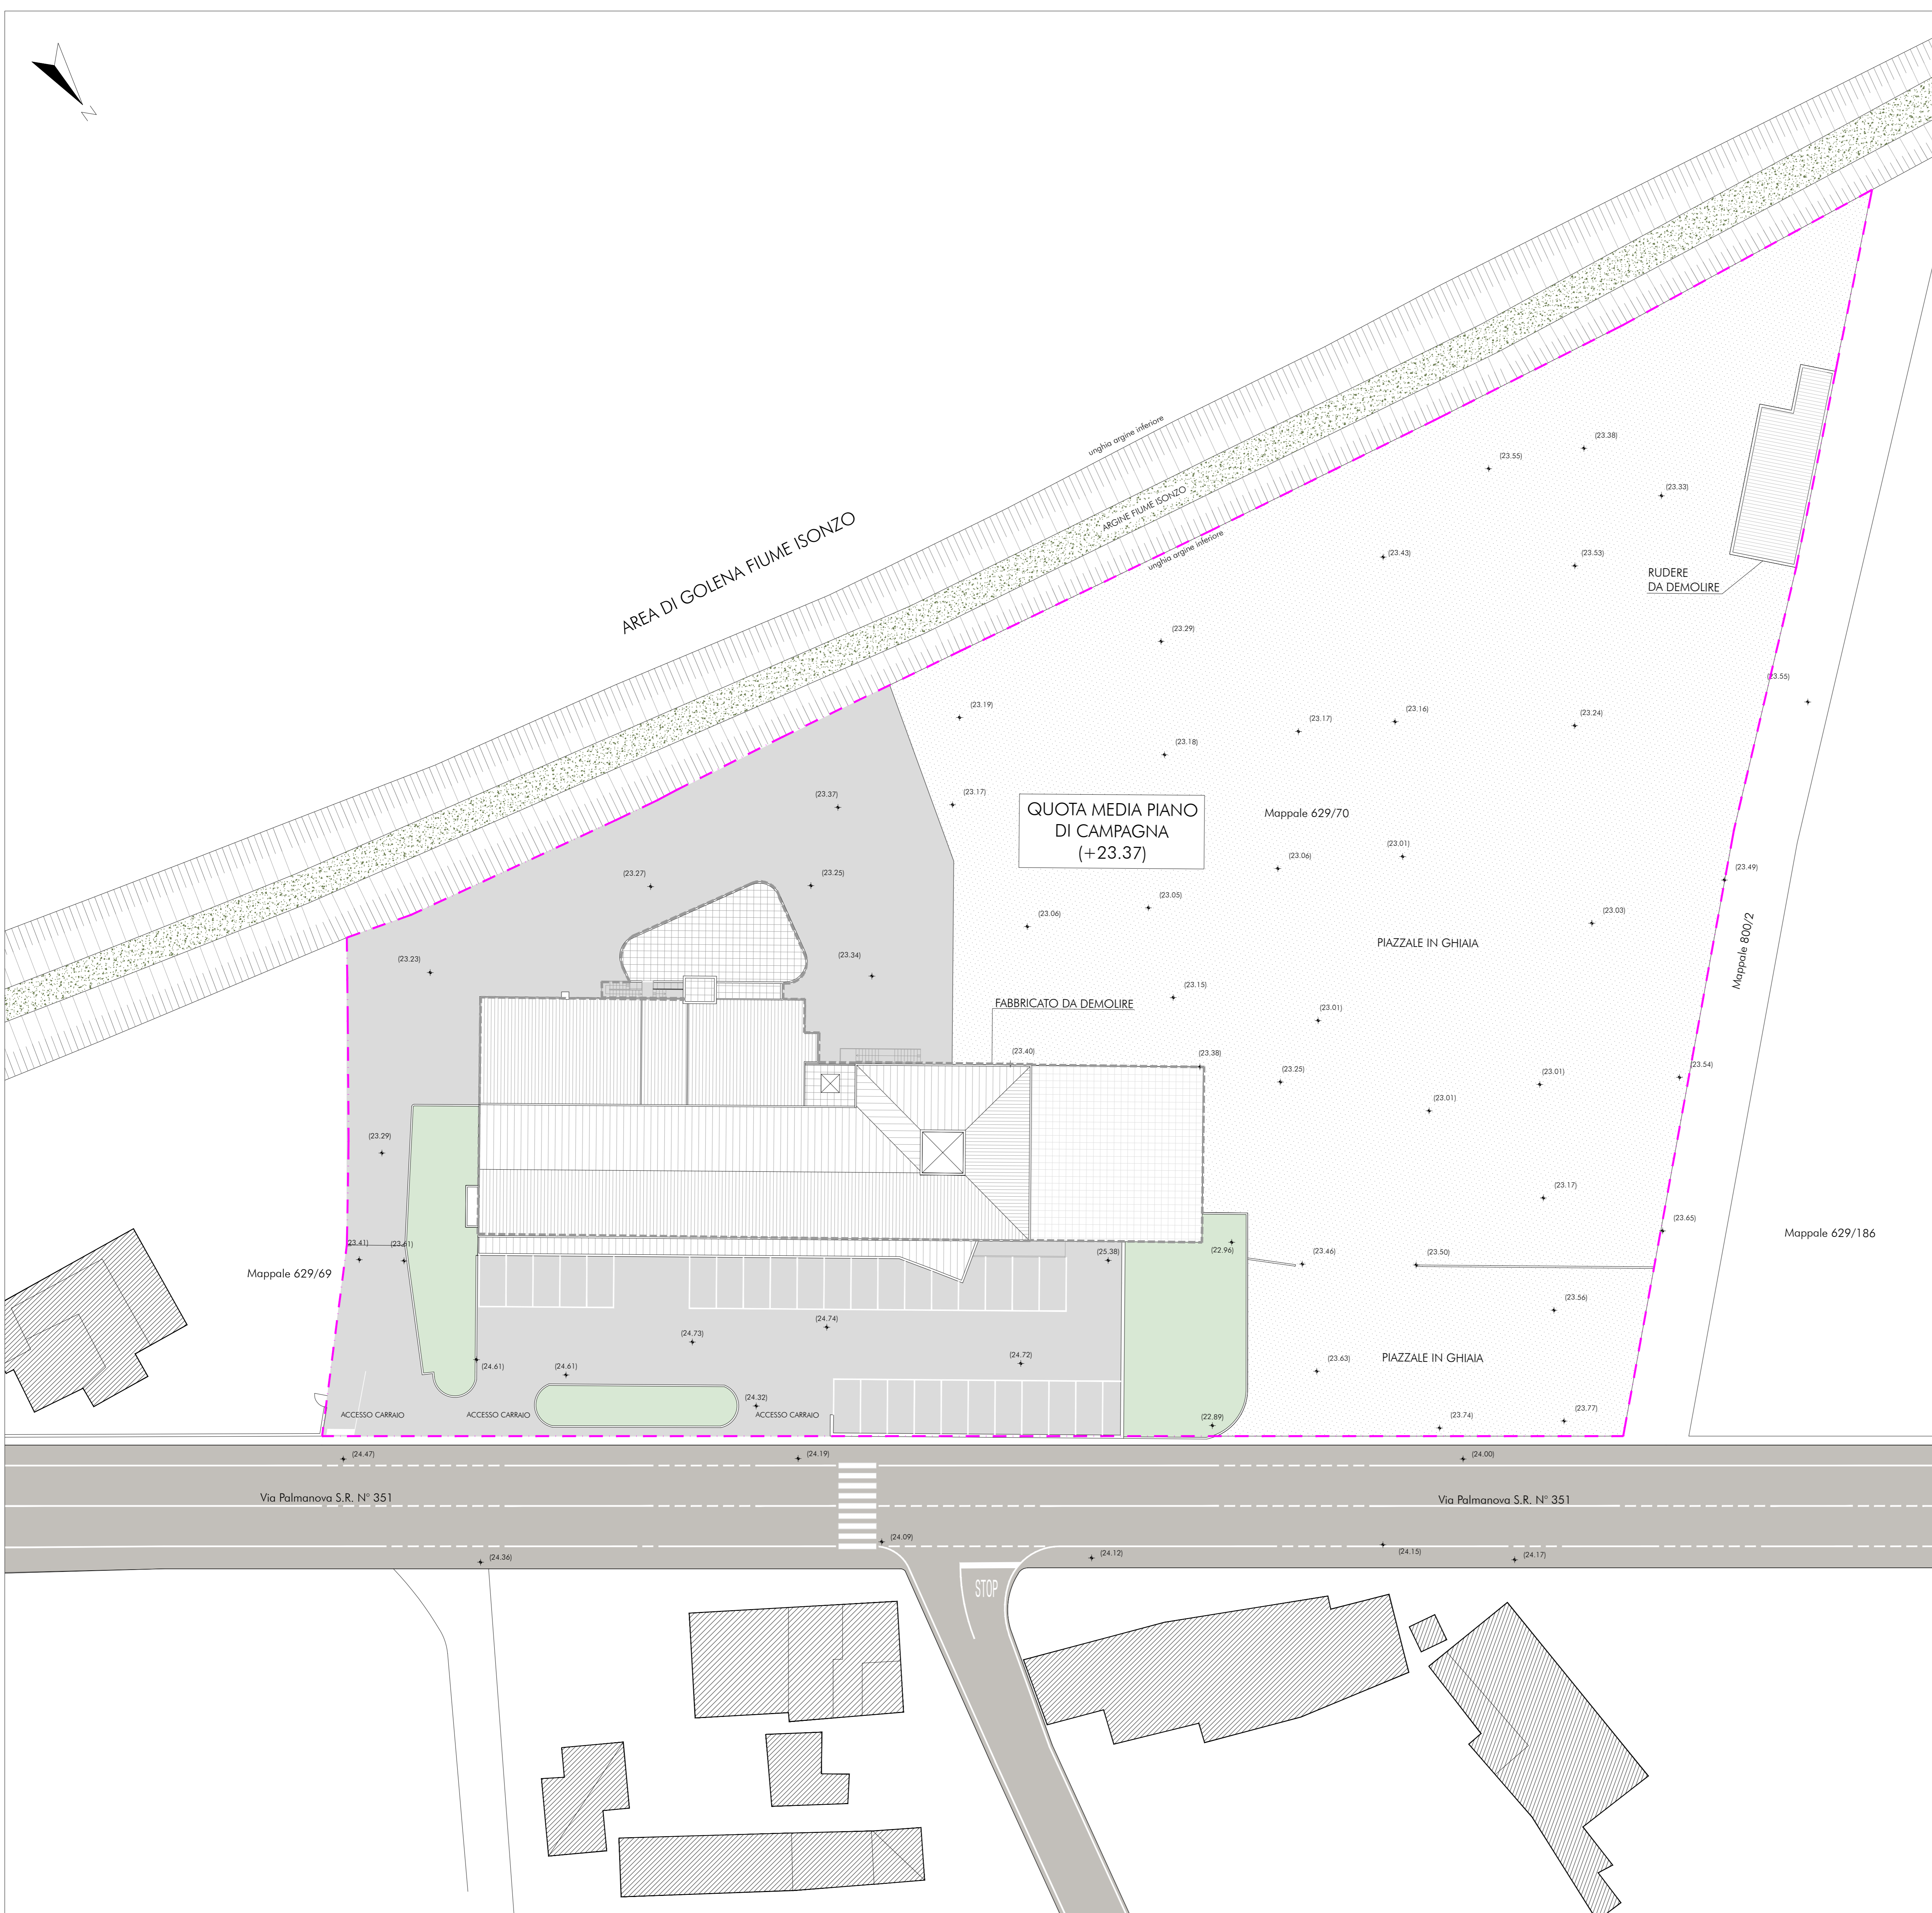 N
unghia argine inferiore
ARGINE FIUME ISONZO
unghia argine inferiore
AREA DI GOLENA FIUME ISONZO
(23.38)
(23.55)
(23.33)
(23.43)
(23.53)
RUDERE
DA DEMOLIRE
(23.29)
(23.55)
(23.19)
(23.17)
(23.16)
(23.24)
(23.18)
(23.37)
(23.17)
QUOTA MEDIA PIANO
DI CAMPAGNA
(+23.37)
Mappale 629/70
(23.01)
(23.06)
(23.49)
(23.27)
(23.25)
(23.05)
(23.06)
(23.03)
Mappale 800/2
PIAZZALE IN GHIAIA
(23.23)
(23.34)
(23.15)
FABBRICATO DA DEMOLIRE
(23.01)
(23.40)
(23.38)
(23.54)
(23.25)
(23.01)
(23.01)
(23.29)
(23.17)
(23.65)
Mappale 629/186
(23.41)
(23.61)
(25.38)
(22.96)
(23.46)
(23.50)
Mappale 629/69
(23.56)
(24.74)
(24.73)
(24.72)
(23.63)
PIAZZALE IN GHIAIA
(24.61)
(24.61)
(24.32)
ACCESSO CARRAIO
ACCESSO CARRAIO
ACCESSO CARRAIO
(22.89)
(23.74)
(23.77)
(24.47)
(24.19)
(24.00)
Via Palmanova S.R. N° 351
Via Palmanova S.R. N° 351
(24.09)
(24.36)
(24.12)
(24.15)
(24.17)
STOP